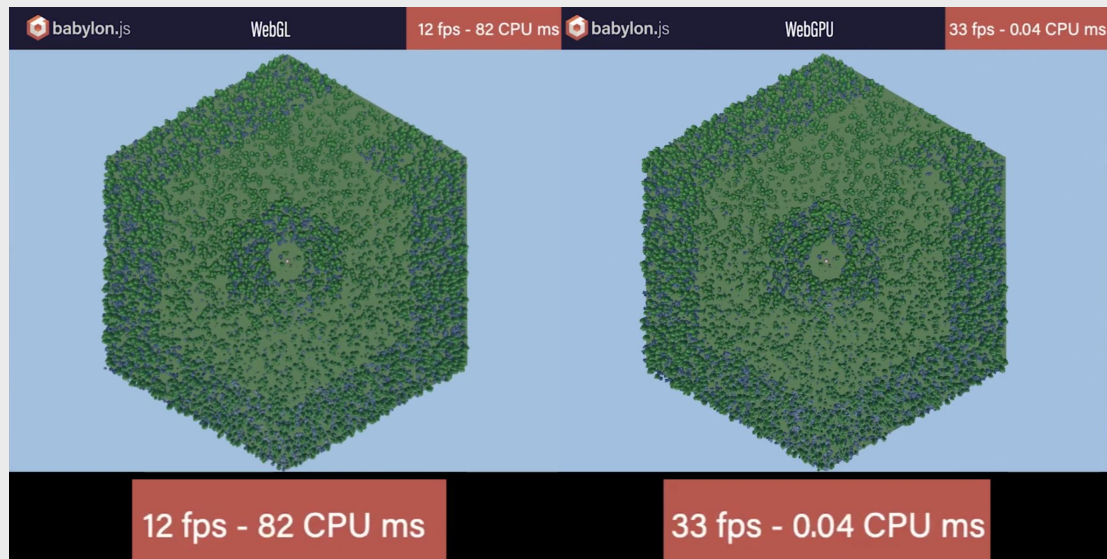 babylon.js WebGL 12 fps - 82 CPU ms
babylon.js WebGPU 33 fps - 0.04 CPU ms
12 fps - 82 CPU ms
33 fps - 0.04 CPU ms